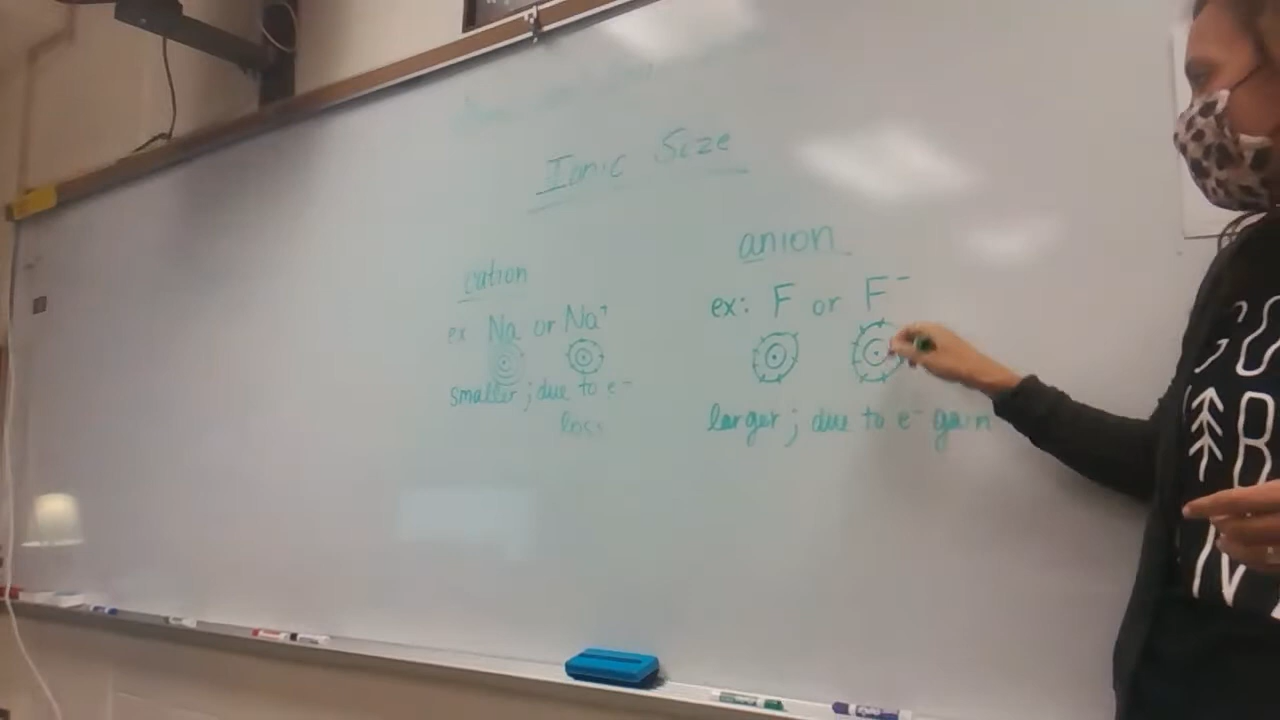 Ionic Size
cation
ex Na or Na⁺
smaller ; due to e⁻
loss
anion
ex: F or F⁻
larger ; due to e⁻ gain